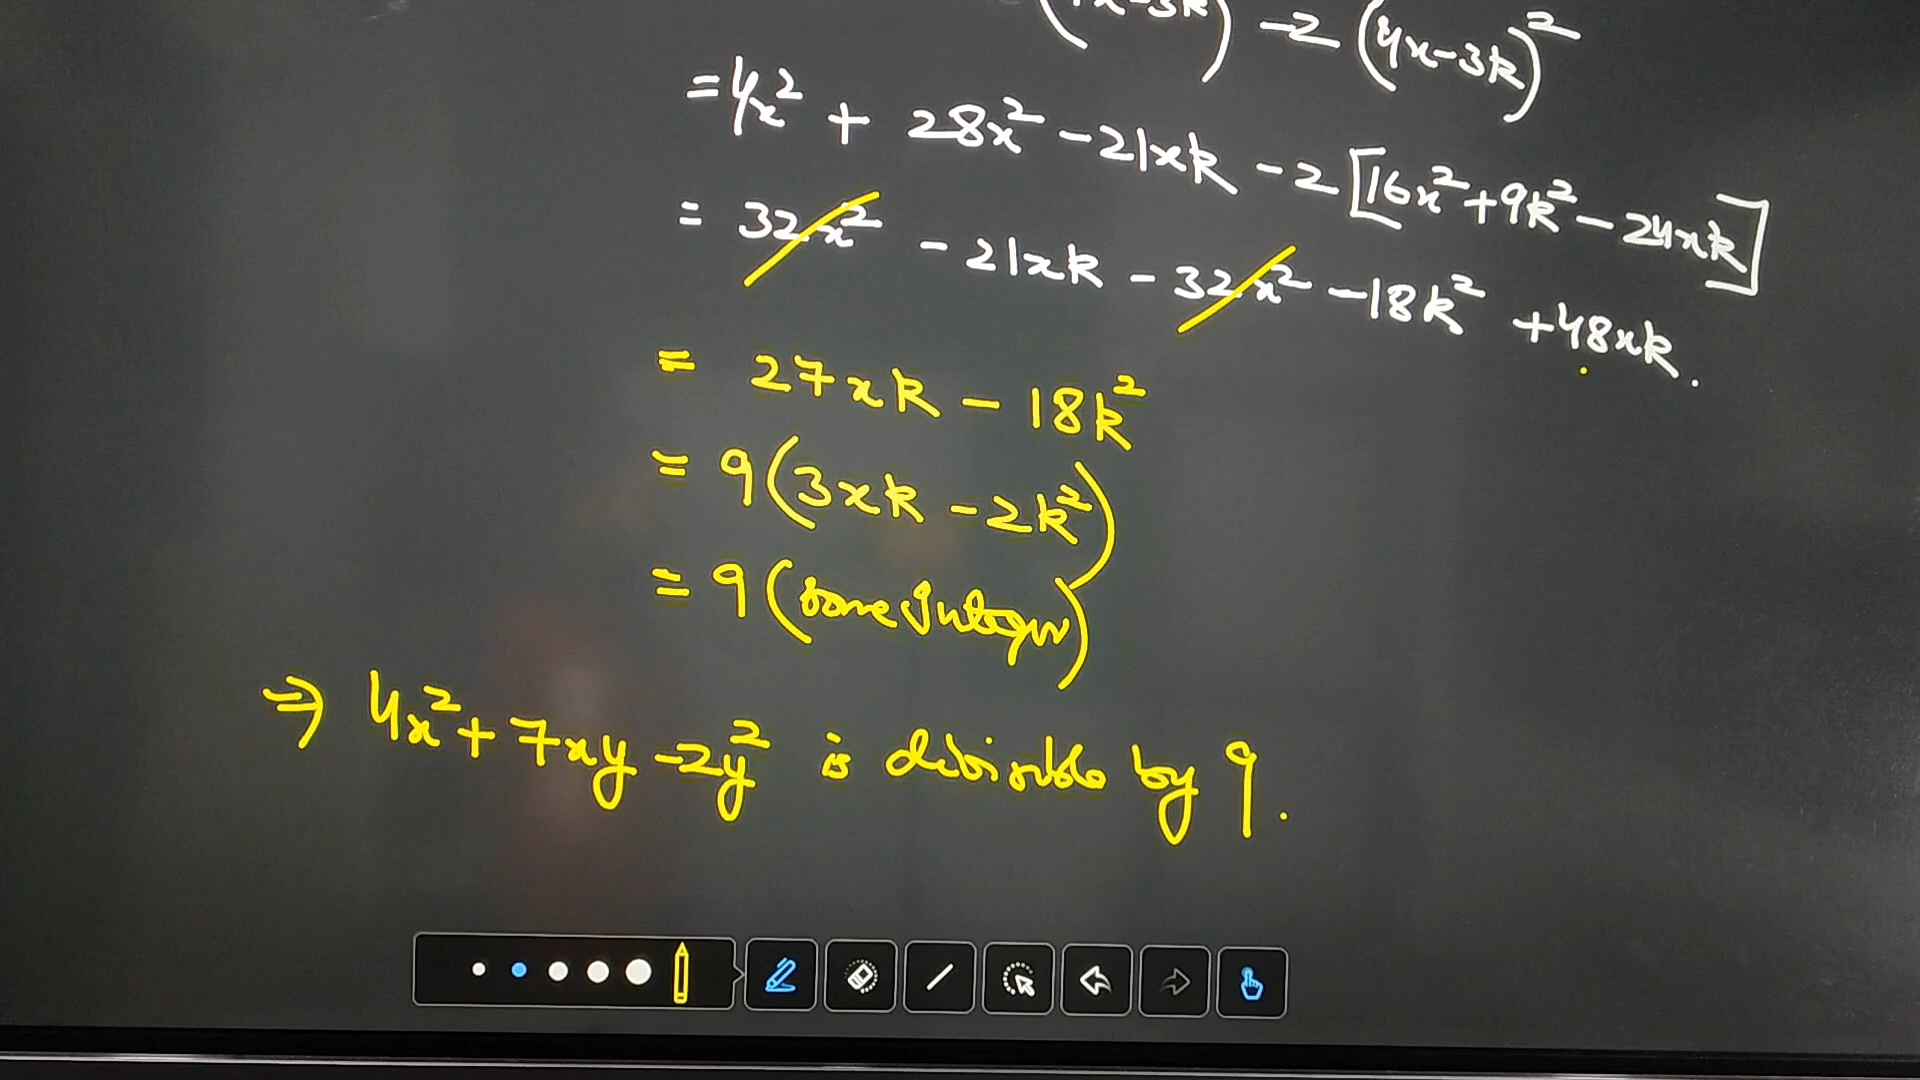 x-3k) -2 (4x-3k)²
= 4x² + 28x² - 21xk - 2 [16x² + 9k² - 24xk]
= 32x² - 21xk - 32x² - 18k² + 48xk.
= 27xk - 18k²
= 9(3xk - 2k²)
= 9(some Integer)
⇒ 4x² + 7xy - 2y² is divisible by 9.